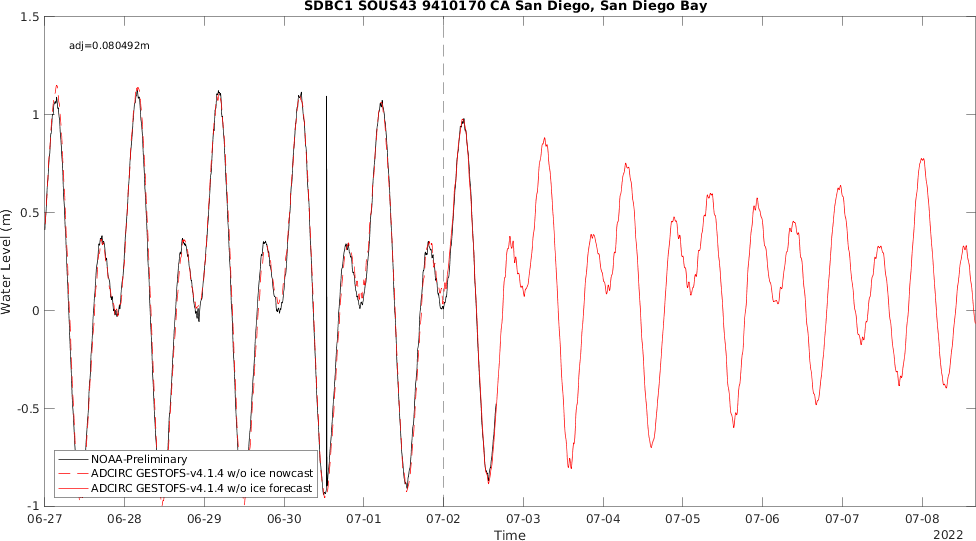 SDBC1 SOUS43 9410170 CA San Diego, San Diego Bay
adj=0.080492m
1.5
1
0.5
0
-0.5
-1
Water Level (m)
NOAA-Preliminary
ADCIRC GESTOFS-v4.1.4 w/o ice nowcast
ADCIRC GESTOFS-v4.1.4 w/o ice forecast
06-27 06-28 06-29 06-30 07-01 07-02 07-03 07-04 07-05 07-06 07-07 07-08
Time
2022